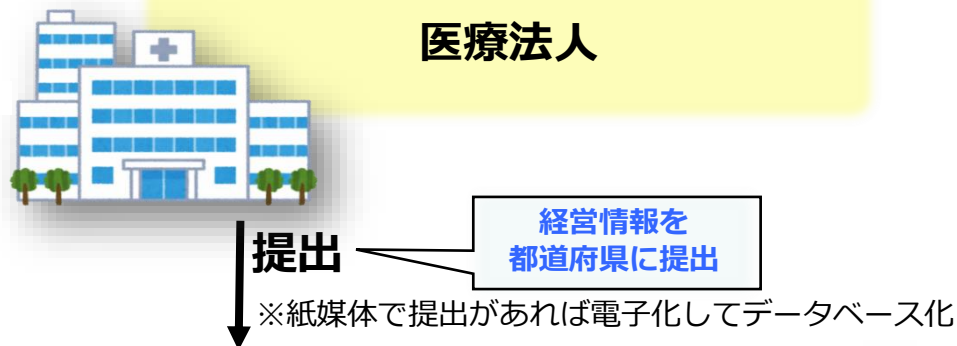 医療法人
経営情報を
都道府県に提出
提出
※紙媒体で提出があれば電子化してデータベース化